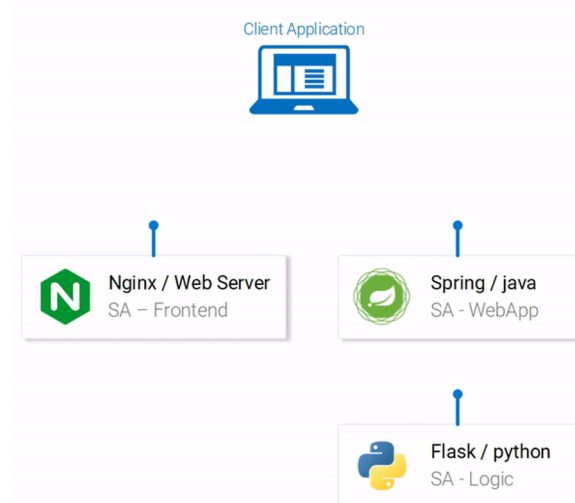 Client Application
Nginx / Web Server
SA – Frontend
Spring / java
SA - WebApp
Flask / python
SA - Logic